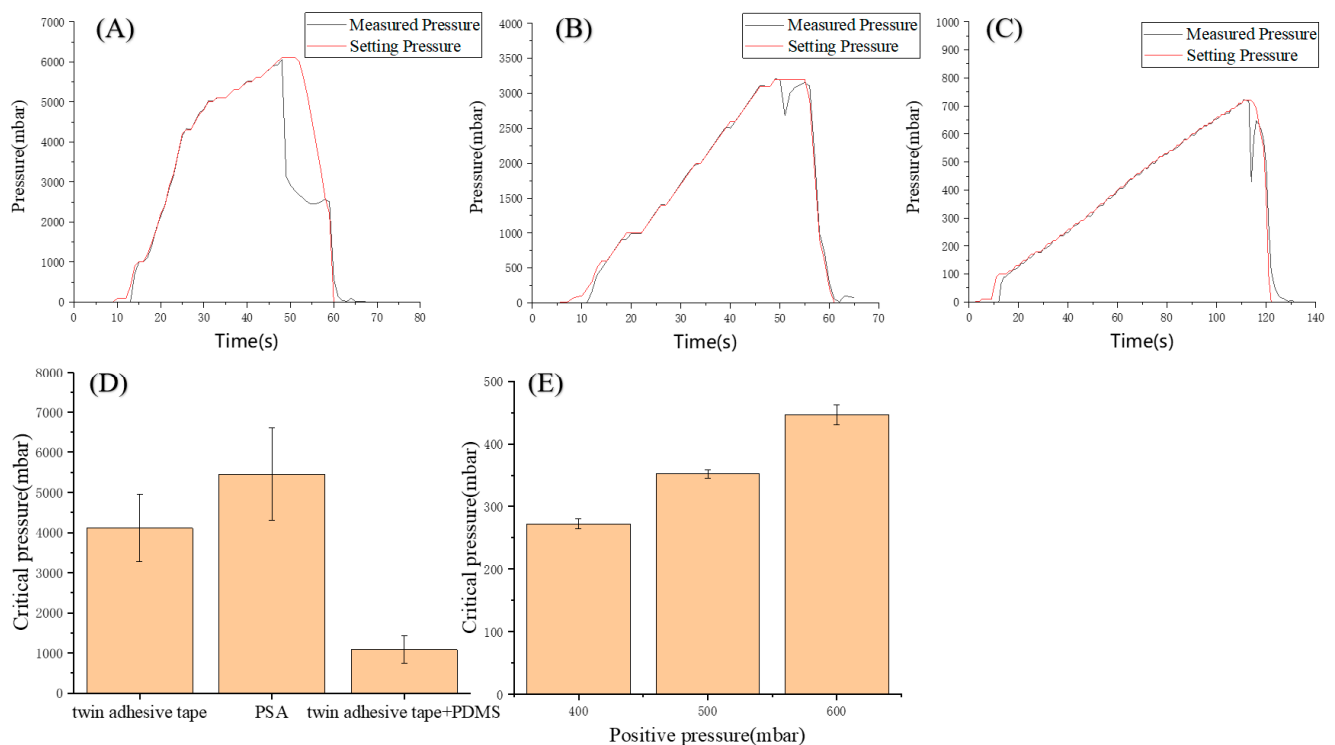 (A)
Measured Pressure
Setting Pressure
7000
6000
5000
4000
3000
2000
1000
0
Pressure(mbar)
0 10 20 30 40 50 60 70 80
Time(s)
(B)
Measured Pressure
Setting Pressure
4000
3500
3000
2500
2000
1500
1000
500
0
Pressure(mbar)
0 10 20 30 40 50 60 70
Time(s)
(C)
Measured Pressure
Setting Pressure
1000
900
800
700
600
500
400
300
200
100
0
Pressure(mbar)
20 40 60 80 100 120 140
Time(s)
(D)
8000
7000
6000
5000
4000
3000
2000
1000
0
Critical pressure(mbar)
twin adhesive tape PSA twin adhesive tape+PDMS
(E)
500
450
400
350
300
250
200
150
100
0
Critical pressure(mbar)
400 500 600
Positive pressure(mbar)